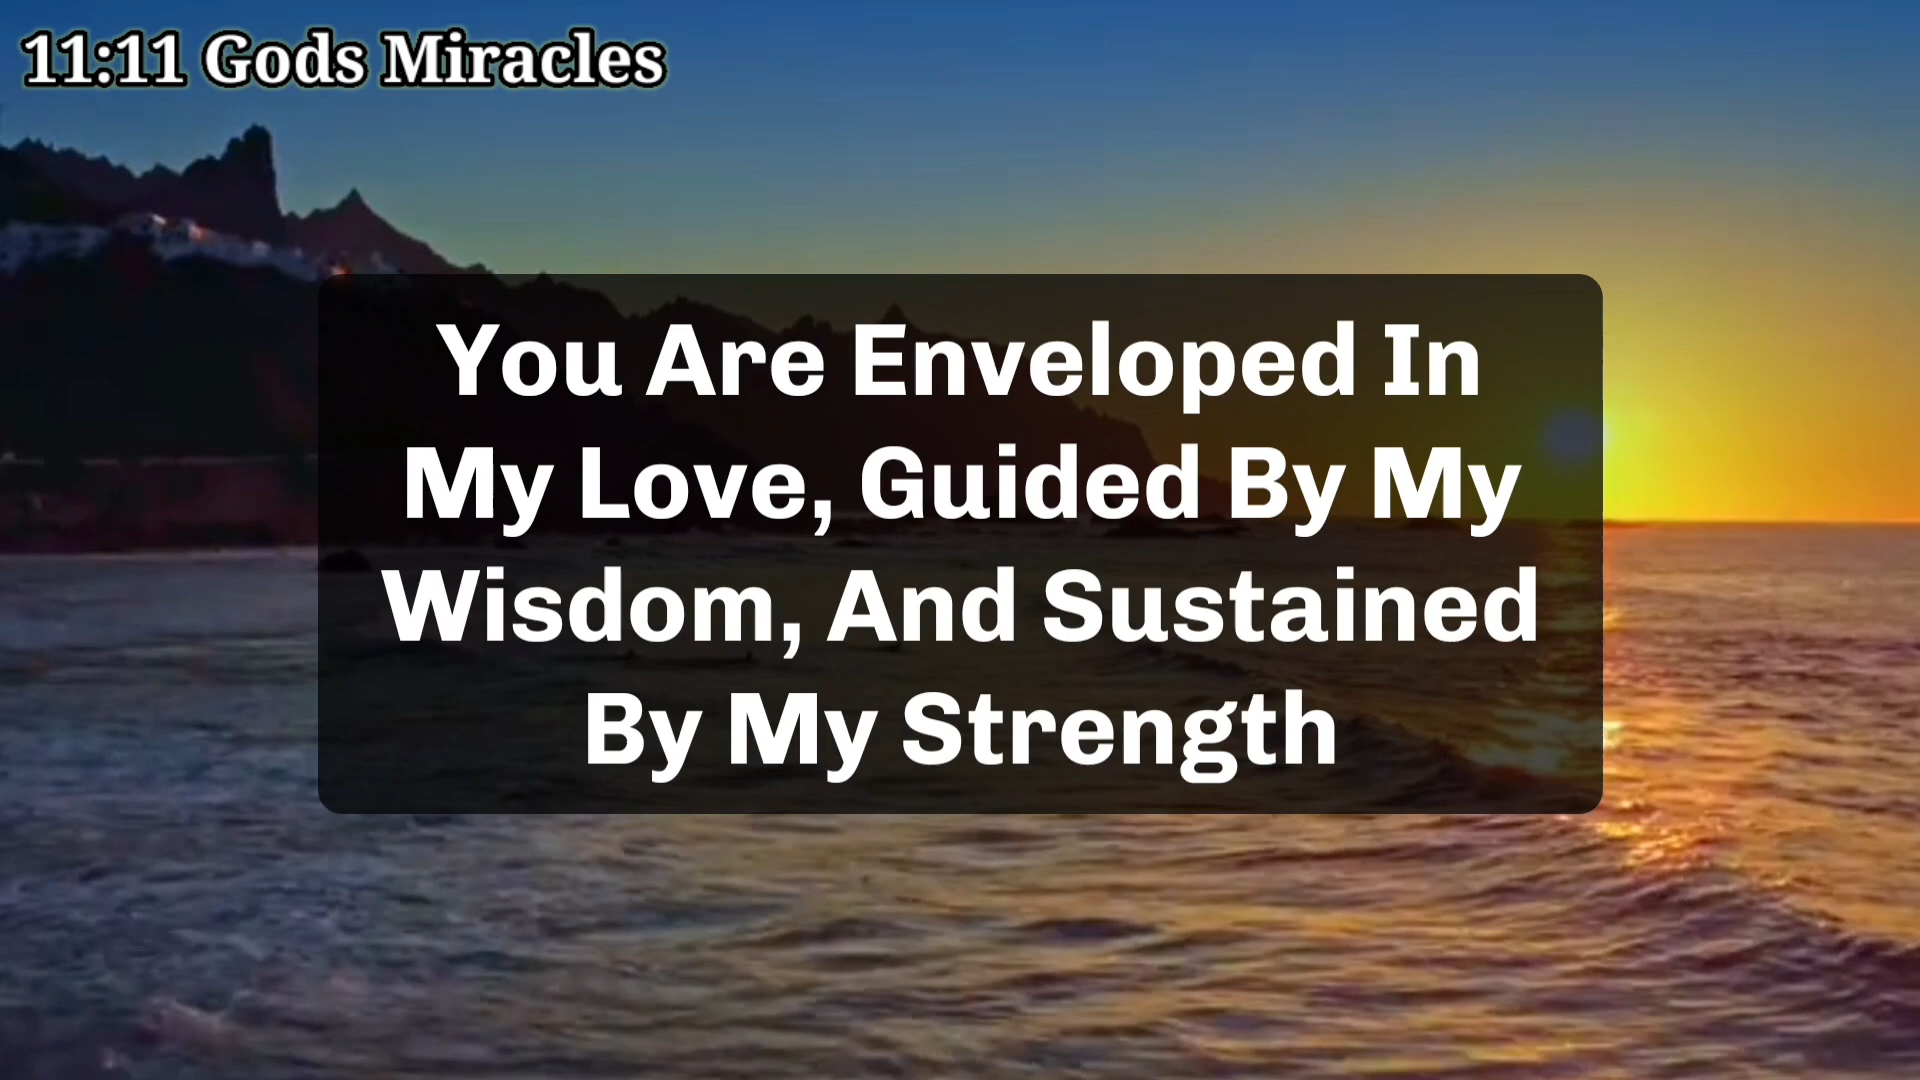 11:11 Gods Miracles
You Are Enveloped In
My Love, Guided By My
Wisdom, And Sustained
By My Strength